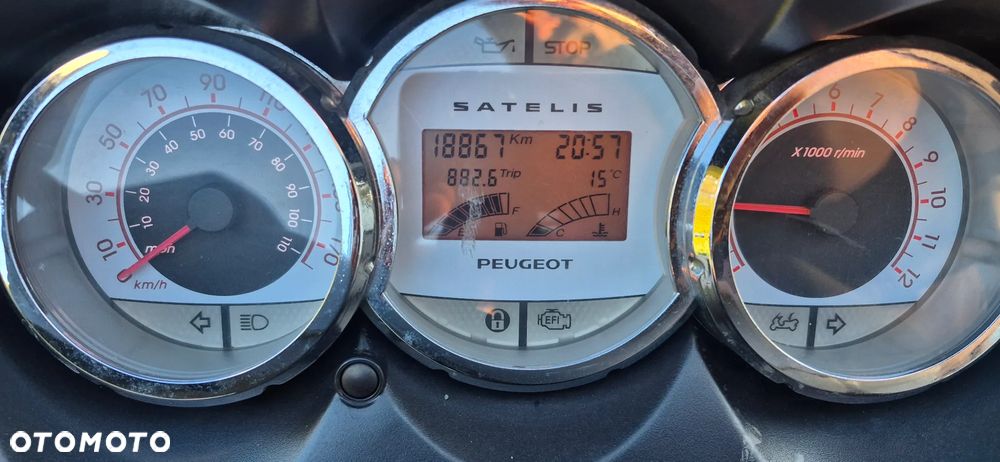 10 30 50 70 90 110 170
10 20 30 40 50 60 70 80 90 100 110
mph
km/h
STOP
SATELIS
18867 Km 20:57
882.6 Trip 15 °C
E F C H
PEUGEOT
EFI
6 7 8 9 10 11 12
X1000 r/min
OTOMOTO